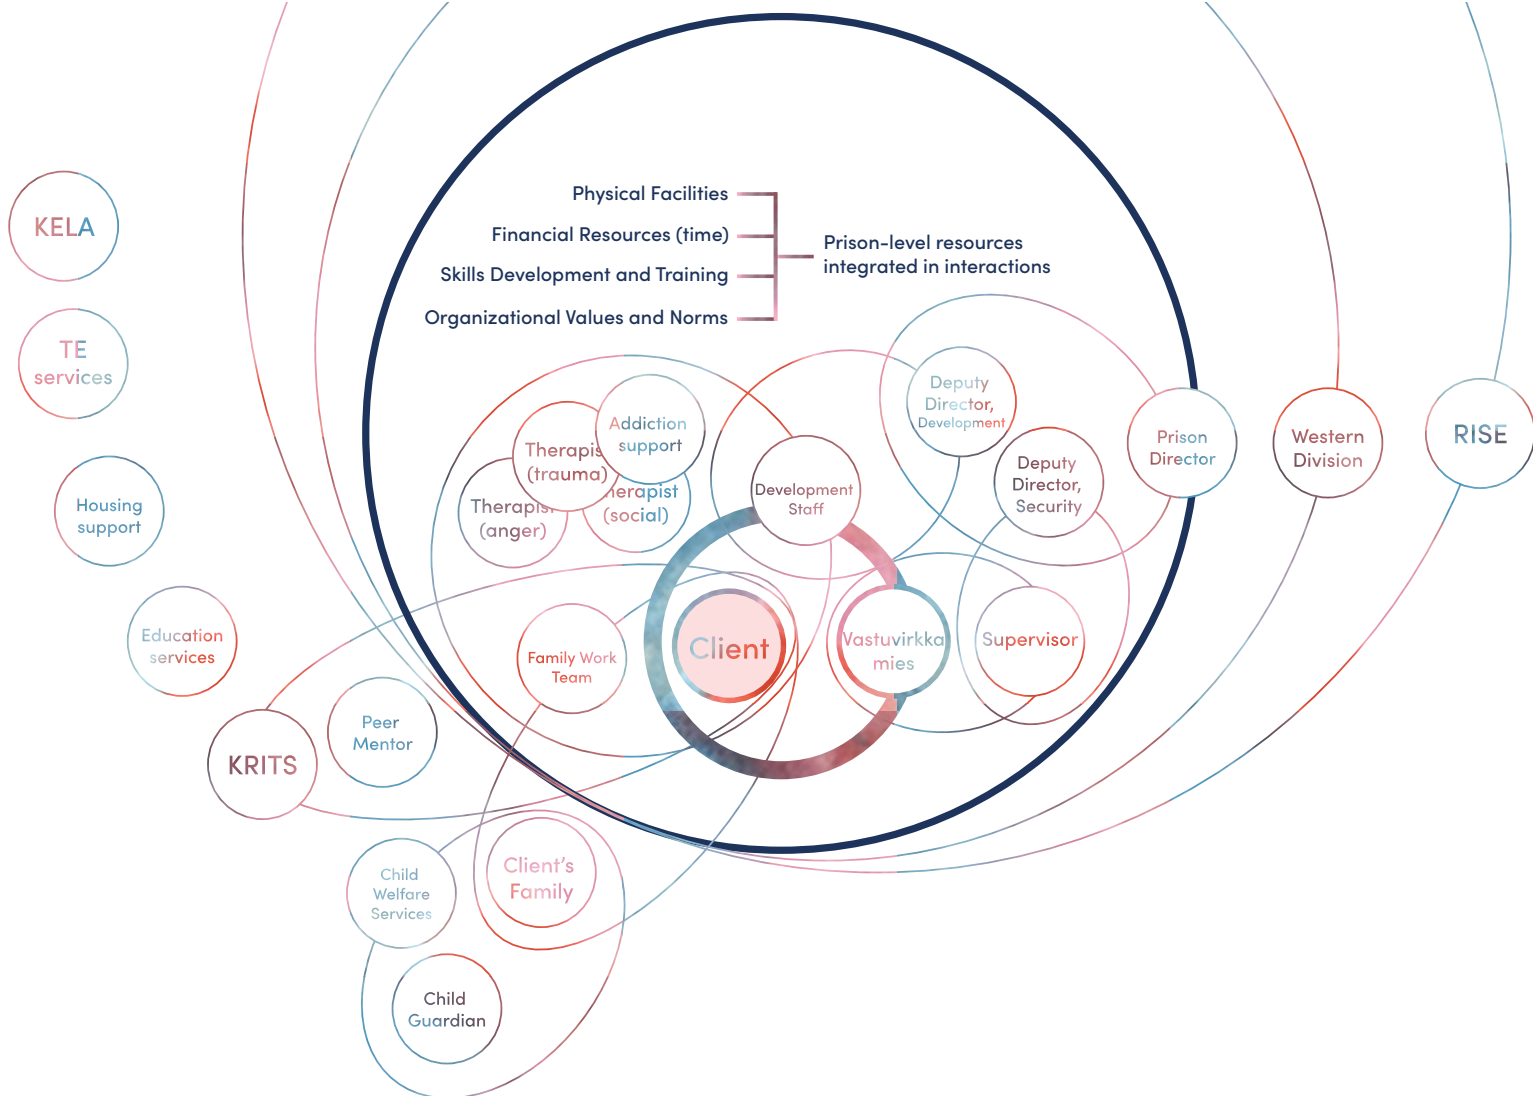 Physical Facilities
Financial Resources (time)
Skills Development and Training
Organizational Values and Norms
Prison-level resources
integrated in interactions
KELA
TE
services
Housing
support
Education
services
Peer
Mentor
KRITS
Child
Welfare
Services
Child
Guardian
Client's
Family
Family Work
Team
Therapist
(anger)
Therapis
(trauma)
Addiction
support
herapist
(social)
Development
Staff
Client
Vastuvirkka
mies
Supervisor
Deputy
Director,
Development
Deputy
Director,
Security
Prison
Director
Western
Division
RISE